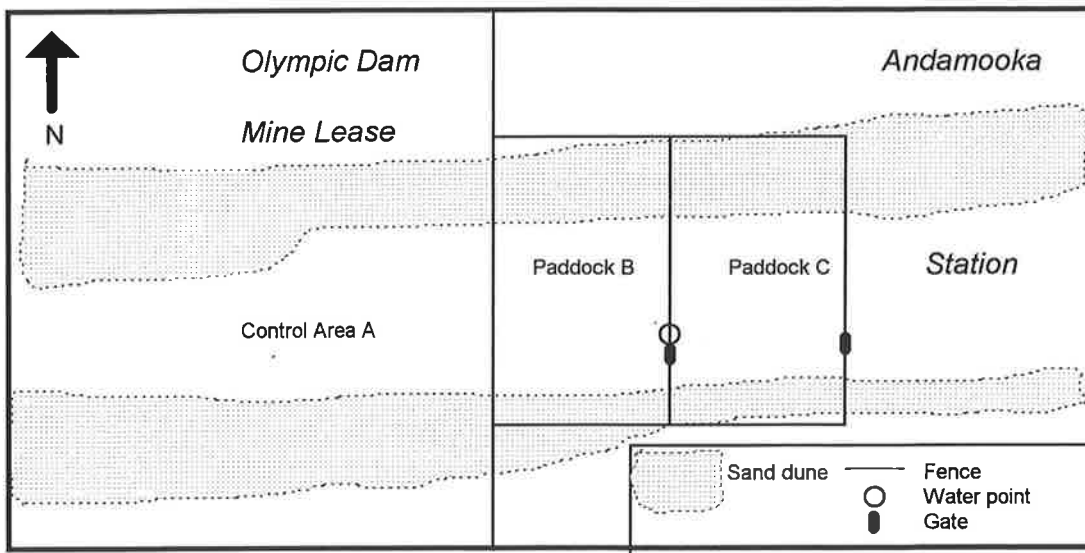 Olympic Dam
Mine Lease
N
Andamooka
Station
Paddock B
Paddock C
Control Area A
Sand dune
Fence
Water point
Gate